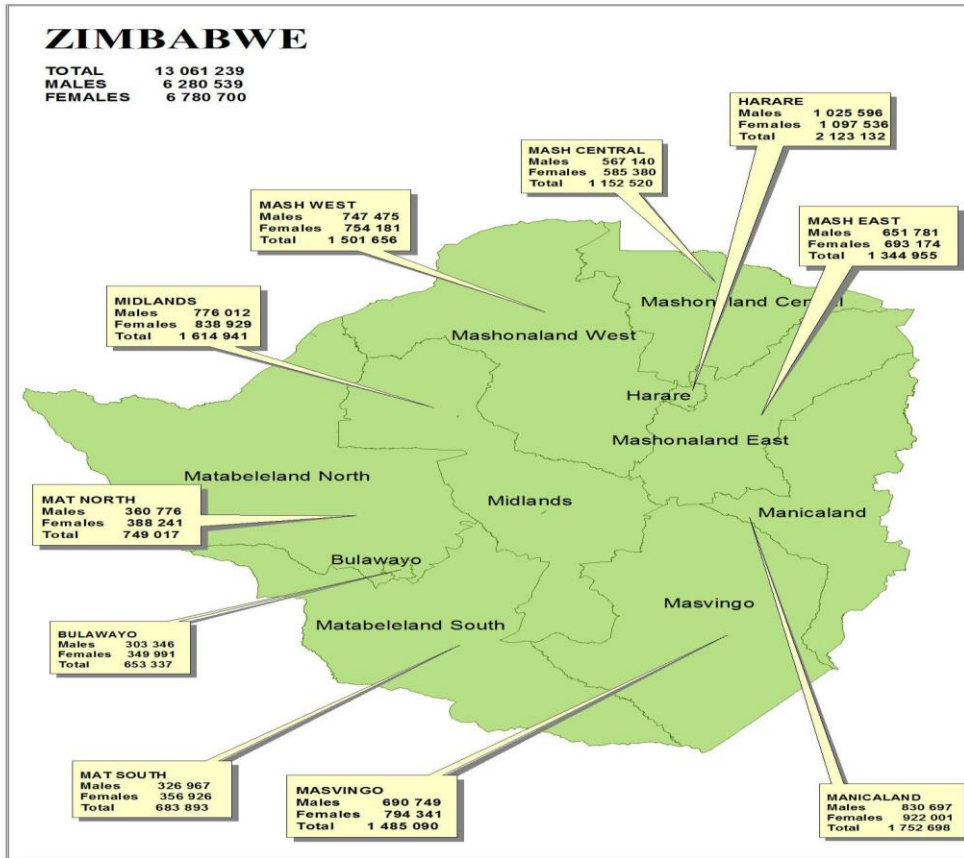 ZIMBABWE
TOTAL 13 061 239
MALES 6 280 539
FEMALES 6 780 700
HARARE
Males 1 025 596
Females 1 097 536
Total 2 123 132
MASH CENTRAL
Males 567 140
Females 585 380
Total 1 152 520
MASH WEST
Males 747 475
Females 754 181
Total 1 501 656
MASH EAST
Males 651 781
Females 693 174
Total 1 344 955
MIDLANDS
Males 776 012
Females 838 929
Total 1 614 941
Mashonaland Central
Mashonaland West
Harare
Mashonaland East
Matabeleland North
Midlands
Manicaland
MAT NORTH
Males 360 776
Females 388 241
Total 749 017
Bulawayo
Masvingo
Matabeleland South
BULAWAYO
Males 303 346
Females 349 991
Total 653 337
MAT SOUTH
Males 326 967
Females 356 926
Total 683 893
MASVINGO
Males 690 749
Females 794 341
Total 1 485 090
MANICALAND
Males 830 697
Females 922 001
Total 1 752 698